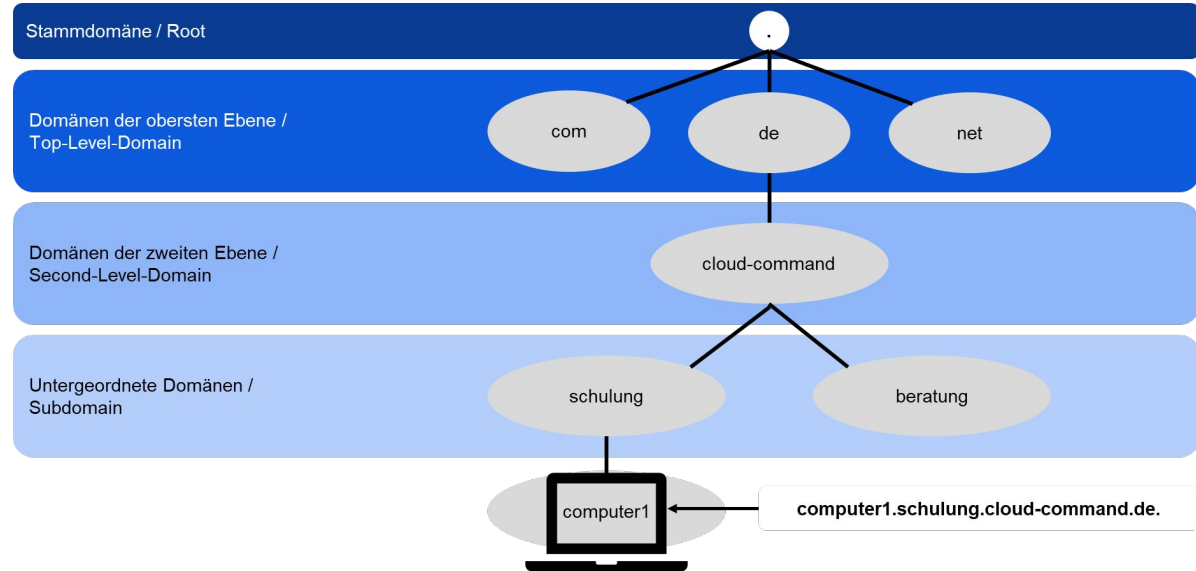 Stammdomäne / Root
.
Domänen der obersten Ebene /
Top-Level-Domain
com
de
net
Domänen der zweiten Ebene /
Second-Level-Domain
cloud-command
Untergeordnete Domänen /
Subdomain
schulung
beratung
computer1
computer1.schulung.cloud-command.de.